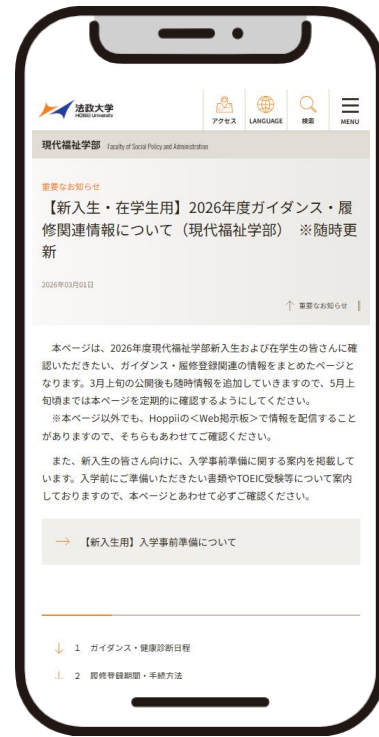 法政大学
HOSEI University
アクセス
LANGUAGE
検索
MENU
現代福祉学部 Faculty of Social Policy and Administration
重要なお知らせ
【新入生・在学生用】2026年度ガイダンス・履
修関連情報について（現代福祉学部） ※随時更
新
2026年03月01日
重要なお知らせ
本ページは、2026年度現代福祉学部新入生および在学生の皆さんに確
認いただきたい、ガイダンス・履修登録関連の情報をまとめたページと
なります。3月上旬の公開後も随時情報を追加していきますので、5月上
旬頃までは本ページを定期的に確認するようにしてください。
※本ページ以外でも、Hoppiiの＜Web掲示板＞で情報を配信すること
がありますので、そちらもあわせてご確認ください。
また、新入生の皆さん向けに、入学事前準備に関する案内を掲載して
います。入学前にご準備いただきたい書類やTOEIC受験等について案内
しておりますので、本ページとあわせて必ずご確認ください。
【新入生用】入学事前準備について
1 ガイダンス・健康診断日程
2 履修登録期間・手続方法